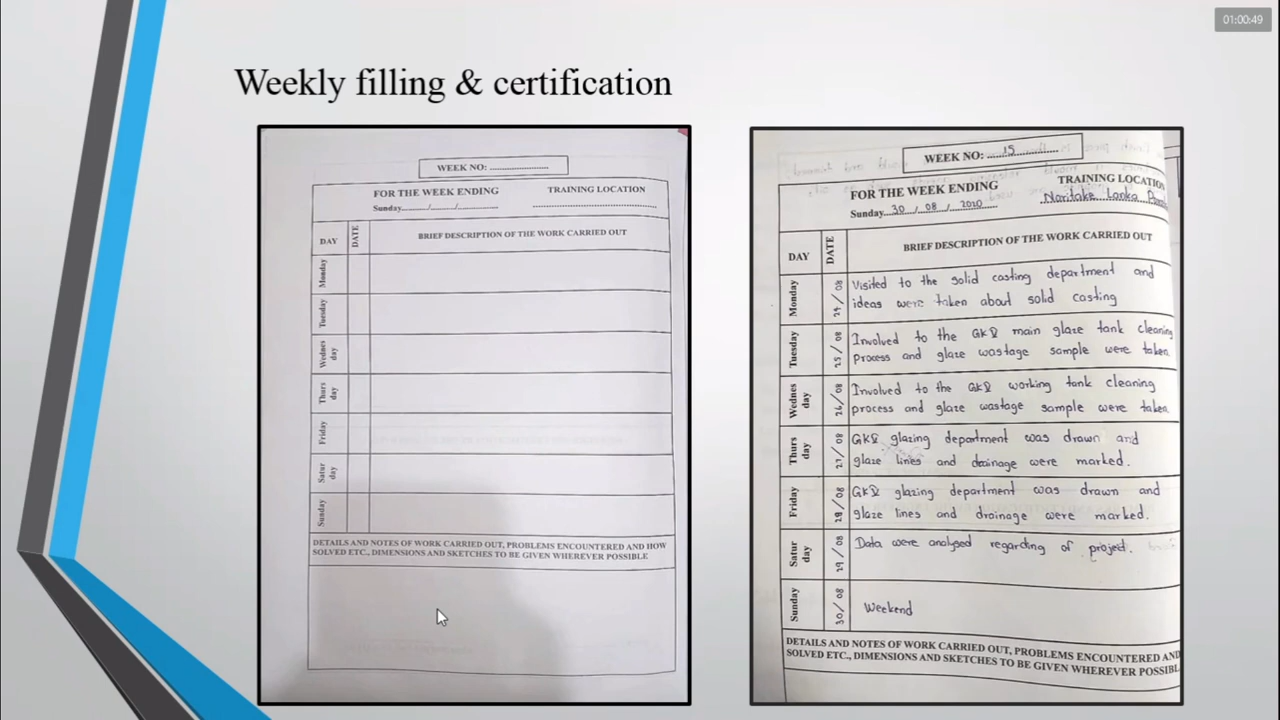 01:00:49
Weekly filling & certification
WEEK NO: ....................
FOR THE WEEK ENDING
TRAINING LOCATION
Sunday........./........./.............
DAY
DATE
BRIEF DESCRIPTION OF THE WORK CARRIED OUT
Monday
Tuesday
Wednes
day
Thurs
day
Friday
Satur
day
Sunday
DETAILS AND NOTES OF WORK CARRIED OUT, PROBLEMS ENCOUNTERED AND HOW
SOLVED ETC., DIMENSIONS AND SKETCHES TO BE GIVEN WHEREVER POSSIBLE
WEEK NO: 15
FOR THE WEEK ENDING
TRAINING LOCATION
Sunday 30 / 08 / 2020
Noritake Lanka
DAY
DATE
BRIEF DESCRIPTION OF THE WORK CARRIED OUT
Monday
24/08
Visited to the solid casting department and
ideas were taken about solid casting
Tuesday
25/08
Involved to the main glaze tank cleaning
process and glaze wastage sample were taken
Wednes
day
26/08
Involved to the working tank cleaning
process and glaze wastage sample were taken
Thurs
day
27/08
glazing department was drawn and
glaze lines and drainage were marked.
Friday
28/08
glazing department was drawn and
glaze lines and drainage were marked.
Satur
day
29/08
Data were analysed regarding of project.
Sunday
30/08
Weekend
DETAILS AND NOTES OF WORK CARRIED OUT, PROBLEMS ENCOUNTERED AND
SOLVED ETC., DIMENSIONS AND SKETCHES TO BE GIVEN WHEREVER POSSIBL